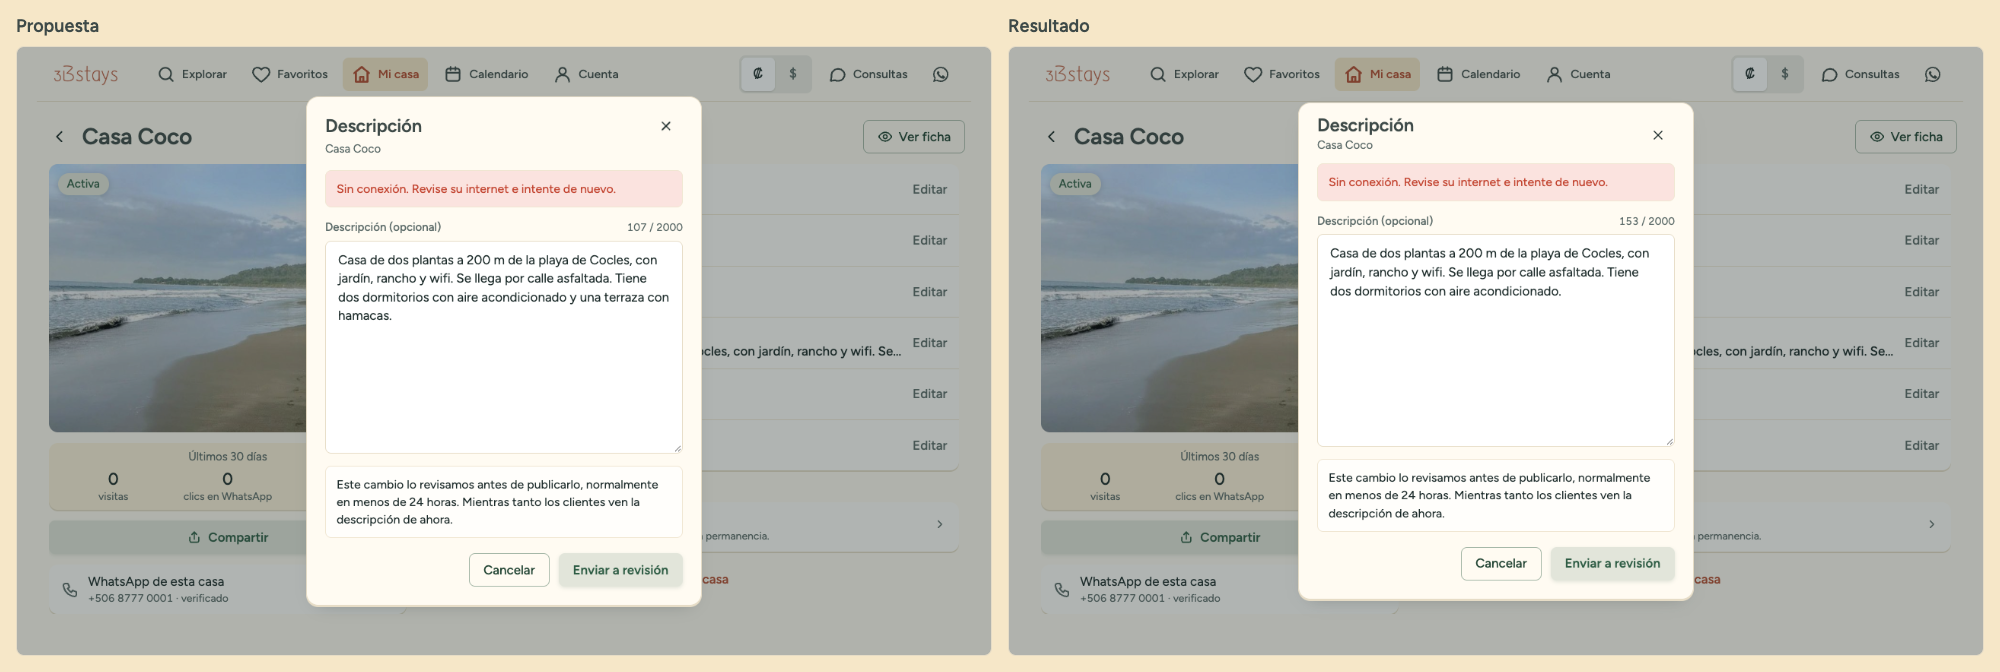 Propuesta
3Bstays
Explorar
Favoritos
Mi casa
Calendario
Cuenta
₡
$
Consultas
Casa Coco
Ver ficha
Activa
Descripción
Casa Coco
Sin conexión. Revise su internet e intente de nuevo.
Descripción (opcional)
107 / 2000
Casa de dos plantas a 200 m de la playa de Cocles, con
jardín, rancho y wifi. Se llega por calle asfaltada. Tiene
dos dormitorios con aire acondicionado y una terraza con
hamacas.
Este cambio lo revisamos antes de publicarlo, normalmente
en menos de 24 horas. Mientras tanto los clientes ven la
descripción de ahora.
Cancelar
Enviar a revisión
Editar
Editar
Editar
Editar
cles, con jardín, rancho y wifi. Se...
Editar
Editar
permanencia.
casa
Últimos 30 días
0
visitas
0
clics en WhatsApp
Compartir
WhatsApp de esta casa
+506 8777 0001 · verificado
Resultado
3Bstays
Explorar
Favoritos
Mi casa
Calendario
Cuenta
₡
$
Consultas
Casa Coco
Ver ficha
Activa
Descripción
Casa Coco
Sin conexión. Revise su internet e intente de nuevo.
Descripción (opcional)
153 / 2000
Casa de dos plantas a 200 m de la playa de Cocles, con
jardín, rancho y wifi. Se llega por calle asfaltada. Tiene
dos dormitorios con aire acondicionado.
Este cambio lo revisamos antes de publicarlo, normalmente
en menos de 24 horas. Mientras tanto los clientes ven la
descripción de ahora.
Cancelar
Enviar a revisión
Editar
Editar
Editar
Editar
cles, con jardín, rancho y wifi. Se...
Editar
Editar
permanencia.
casa
Últimos 30 días
0
visitas
0
clics en WhatsApp
Compartir
WhatsApp de esta casa
+506 8777 0001 · verificado